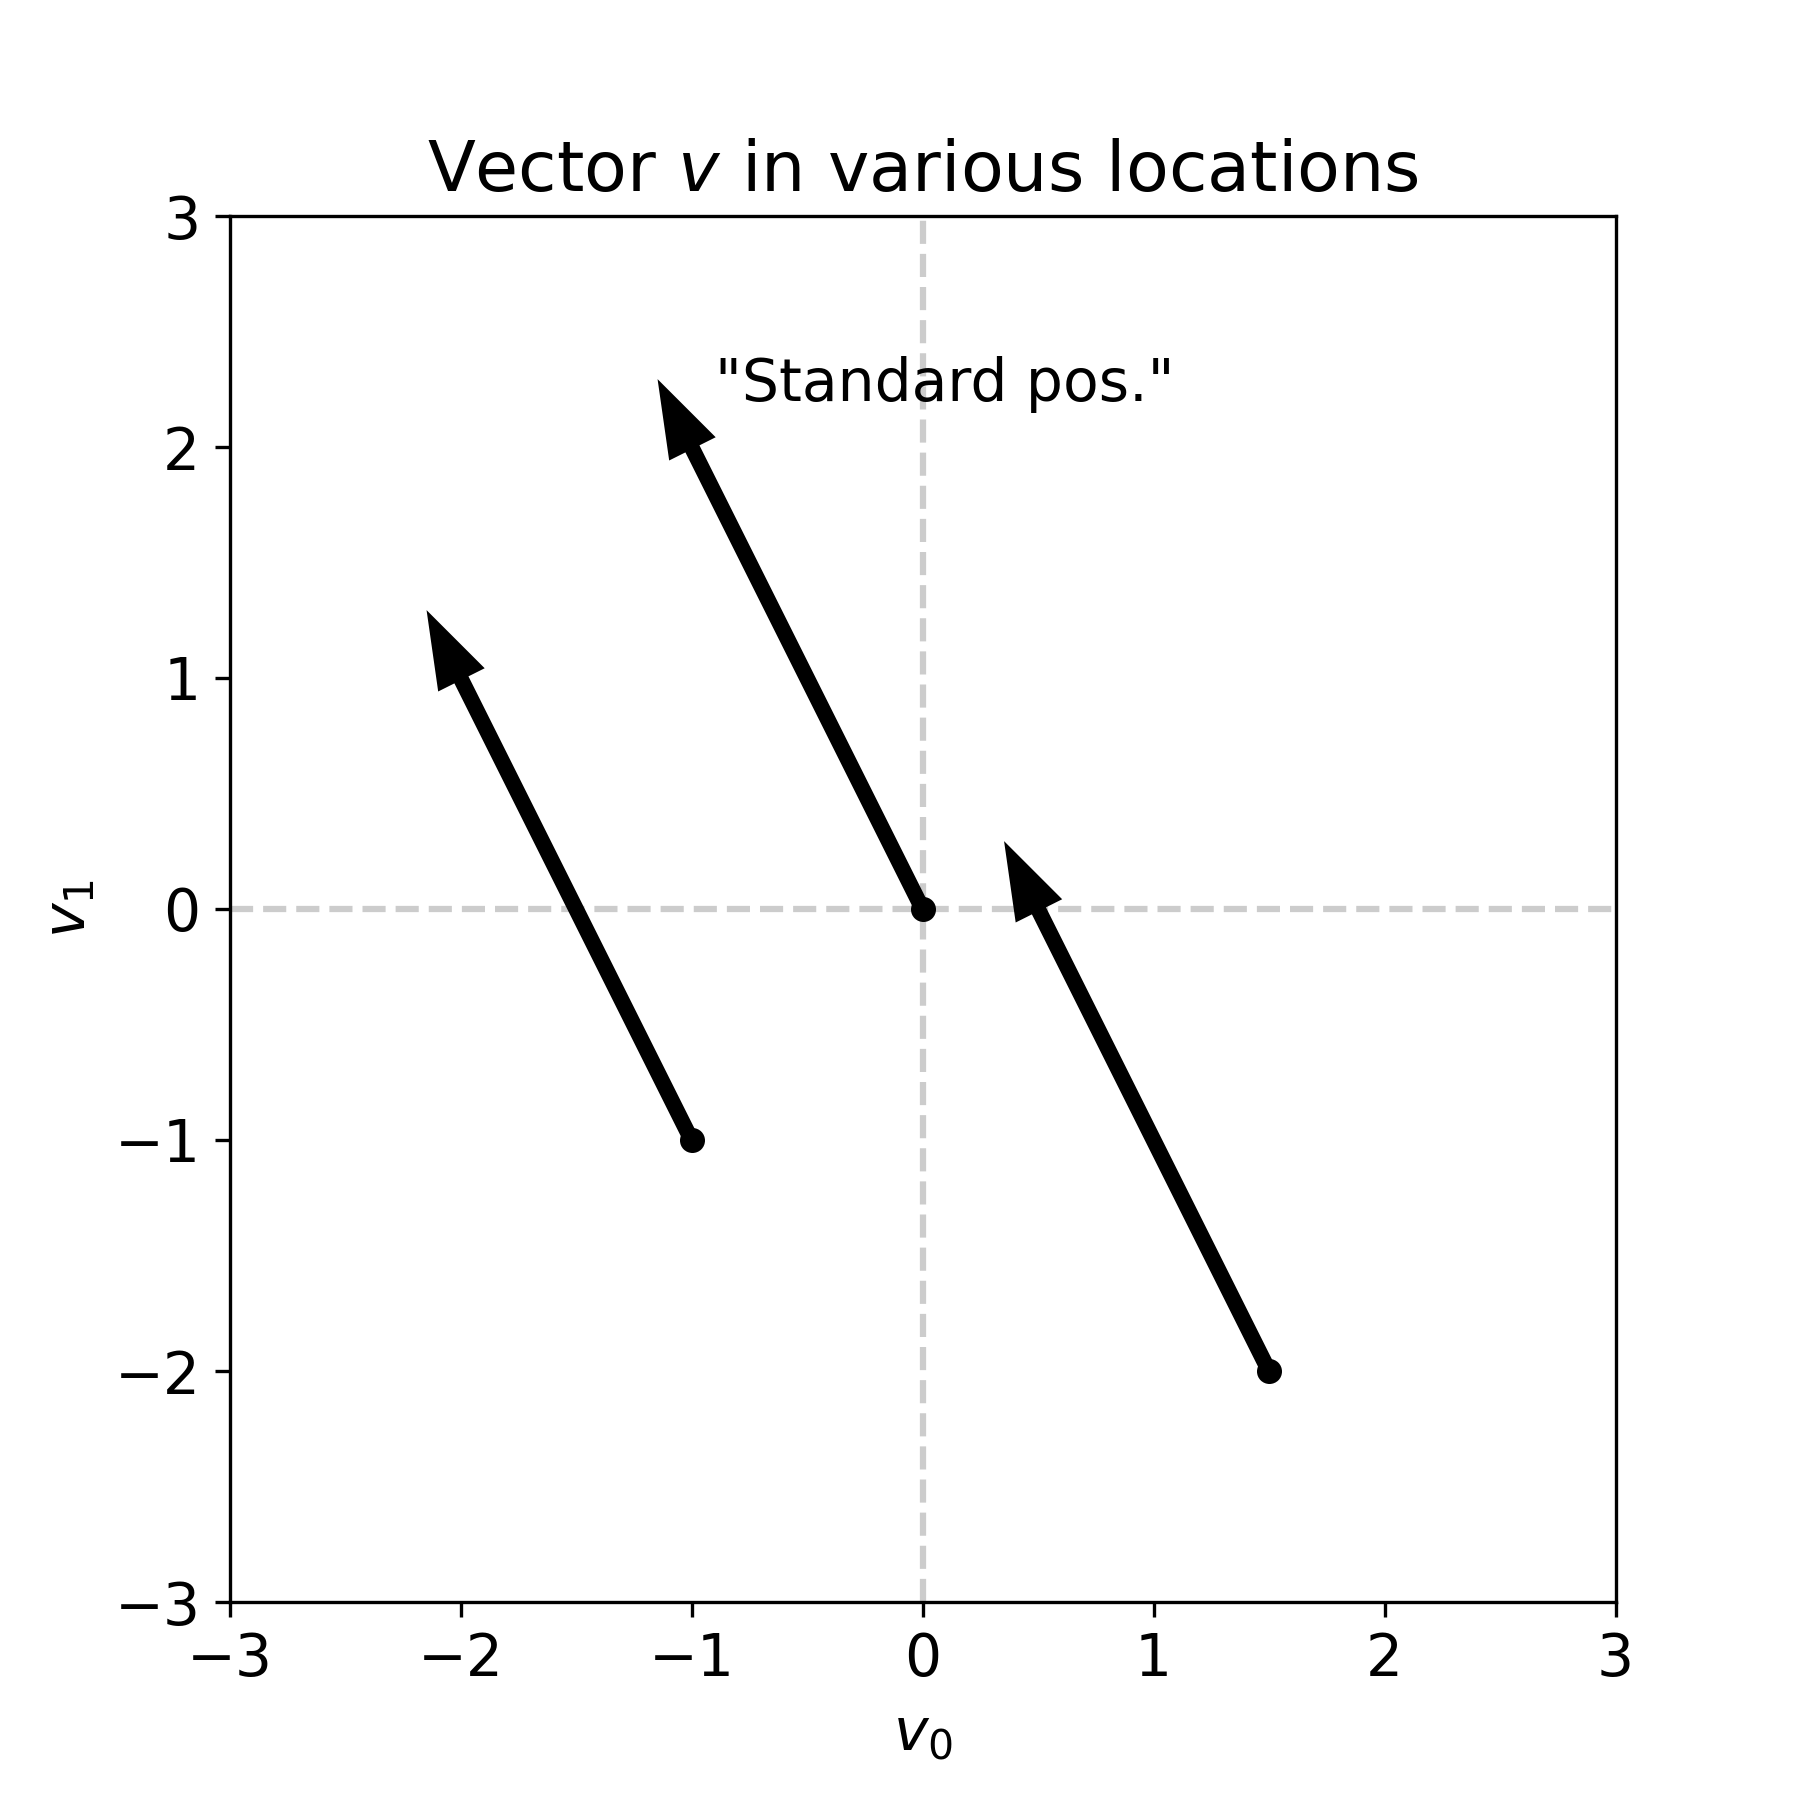 Vector v in various locations
3
"Standard pos."
2
1
v₁
0
−1
−2
−3
−3 −2 −1 0 1 2 3
v₀